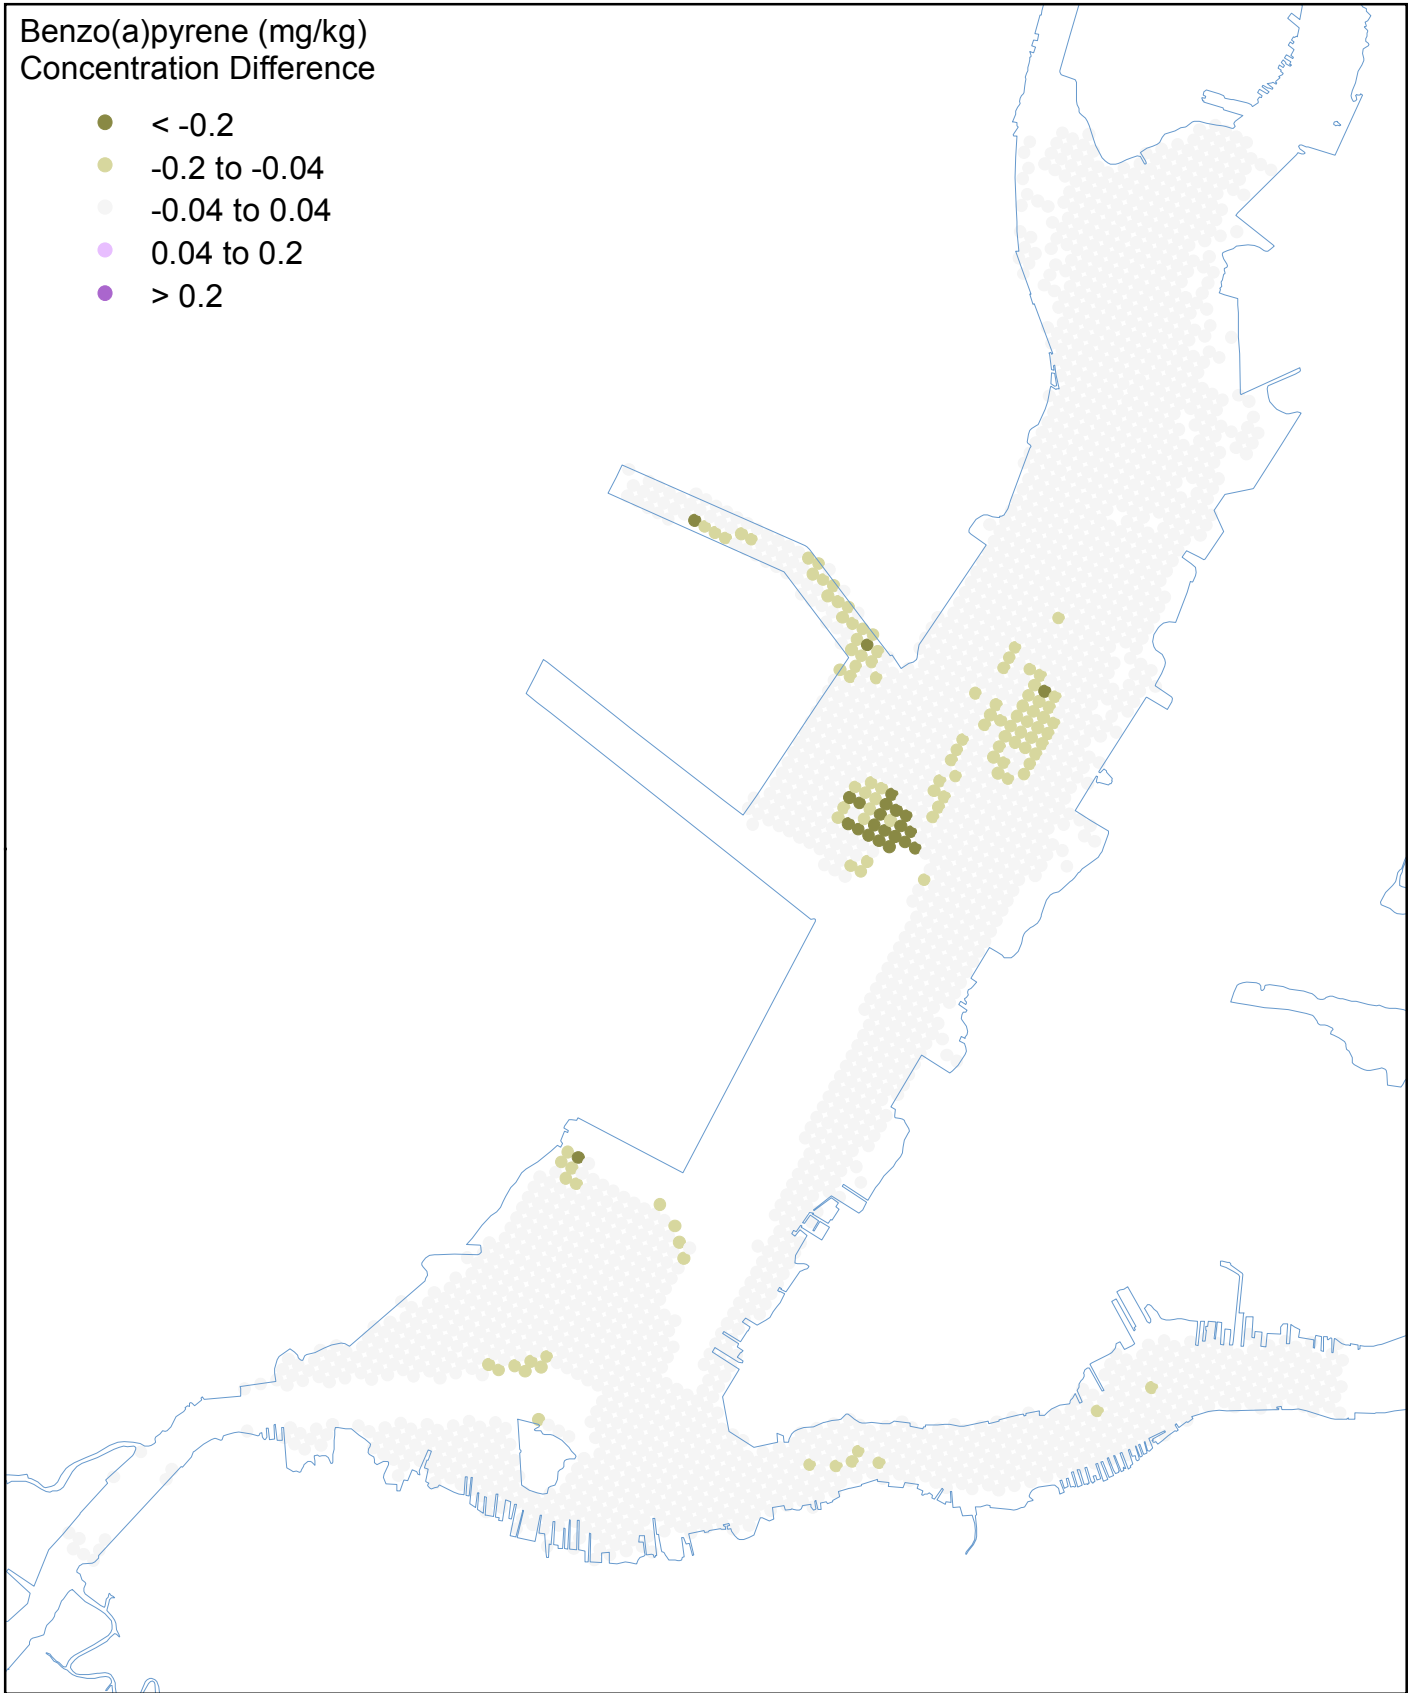 Benzo(a)pyrene (mg/kg)
Concentration Difference
< -0.2
-0.2 to -0.04
-0.04 to 0.04
0.04 to 0.2
> 0.2